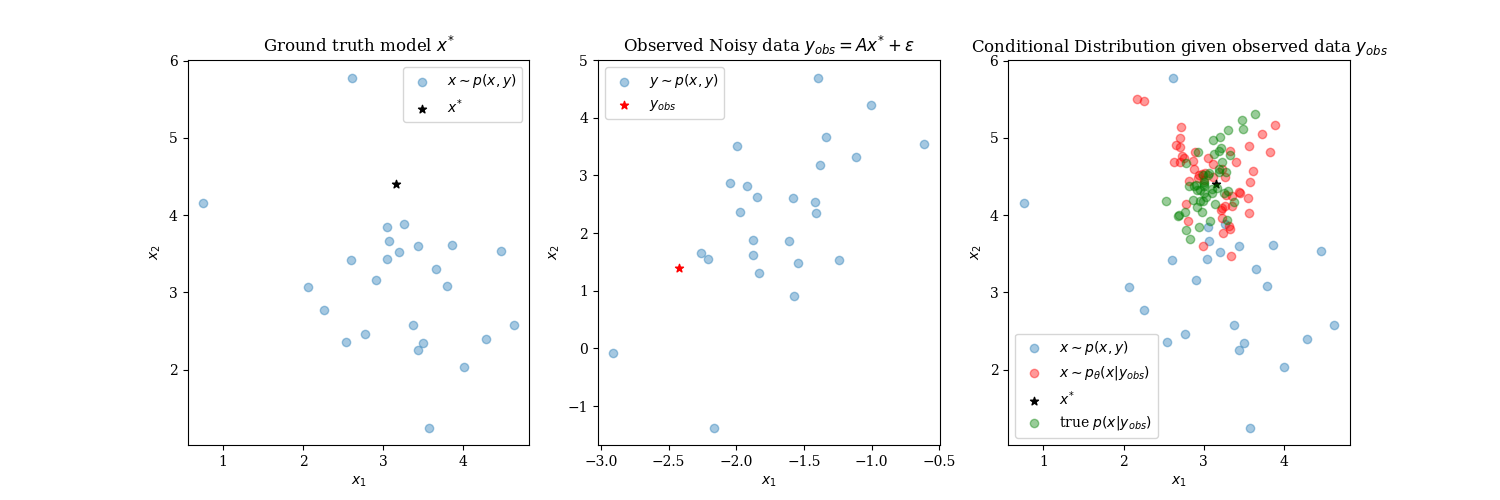 Ground truth model x*
x ~ p(x, y)
x*
6
5
4
3
2
1
2
3
4
x₁
x₂
Observed Noisy data y_obs = Ax* + ε
y ~ p(x, y)
y_obs
5
4
3
2
1
0
−1
−3.0
−2.5
−2.0
−1.5
−1.0
−0.5
x₁
x₂
Conditional Distribution given observed data y_obs
6
5
4
3
2
x ~ p(x, y)
x ~ p_θ(x|y_obs)
x*
true p(x|y_obs)
1
2
3
4
x₁
x₂